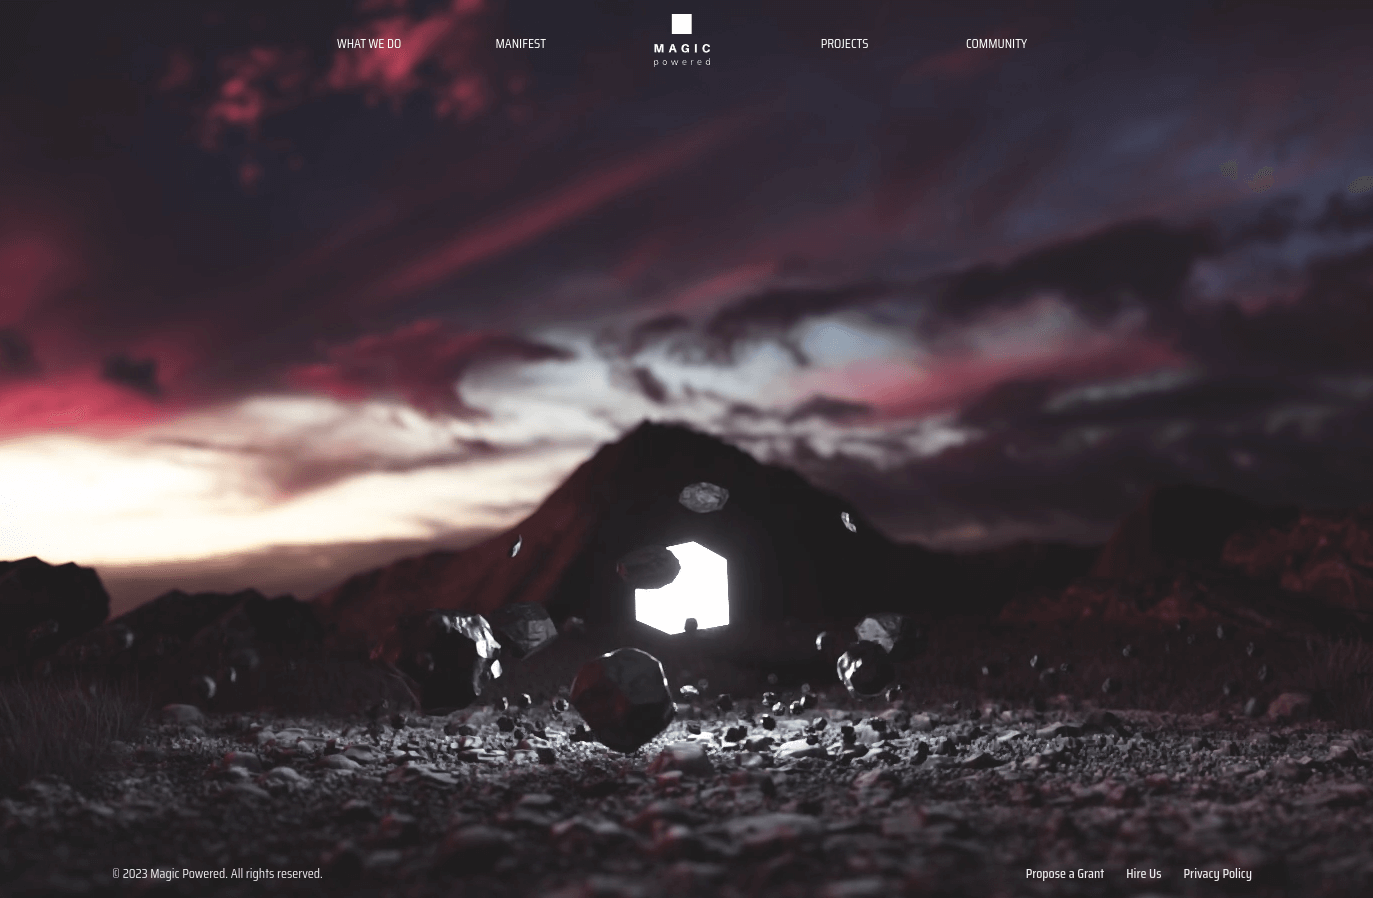 WHAT WE DO
MANIFEST
MAGIC
powered
PROJECTS
COMMUNITY
© 2023 Magic Powered. All rights reserved.
Propose a Grant
Hire Us
Privacy Policy